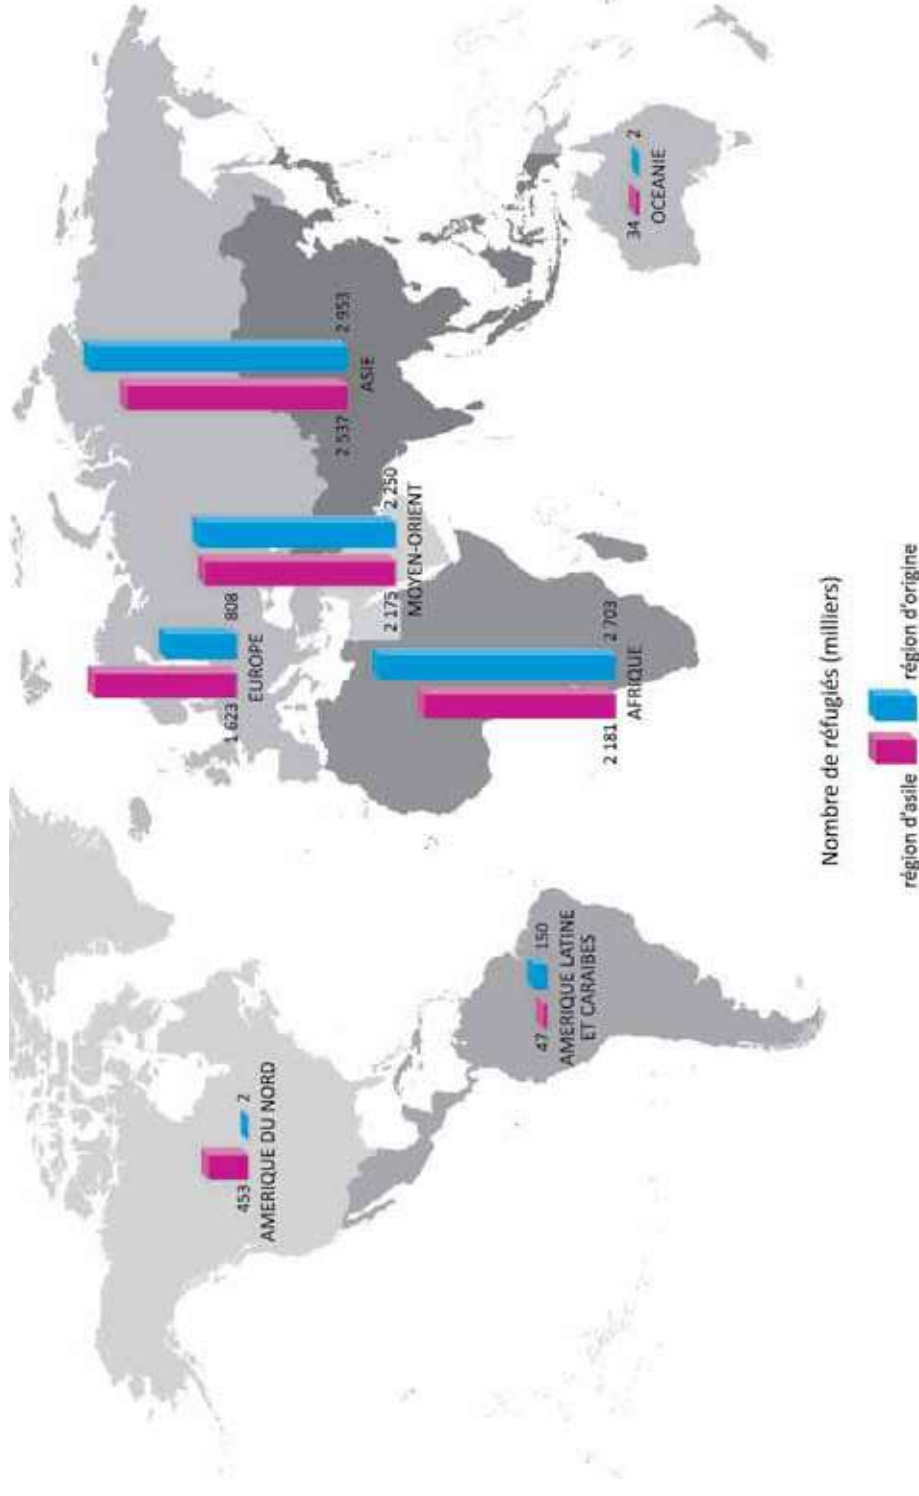 1 623
808
EUROPE
2 537
2 953
ASIE
2 175
2 250
MOYEN-ORIENT
453
2
AMERIQUE DU NORD
2 181
2 703
AFRIQUE
47
150
AMERIQUE LATINE
ET CARAIBES
34
2
OCEANIE
Nombre de réfugiés (milliers)
région d'asile
région d'origine